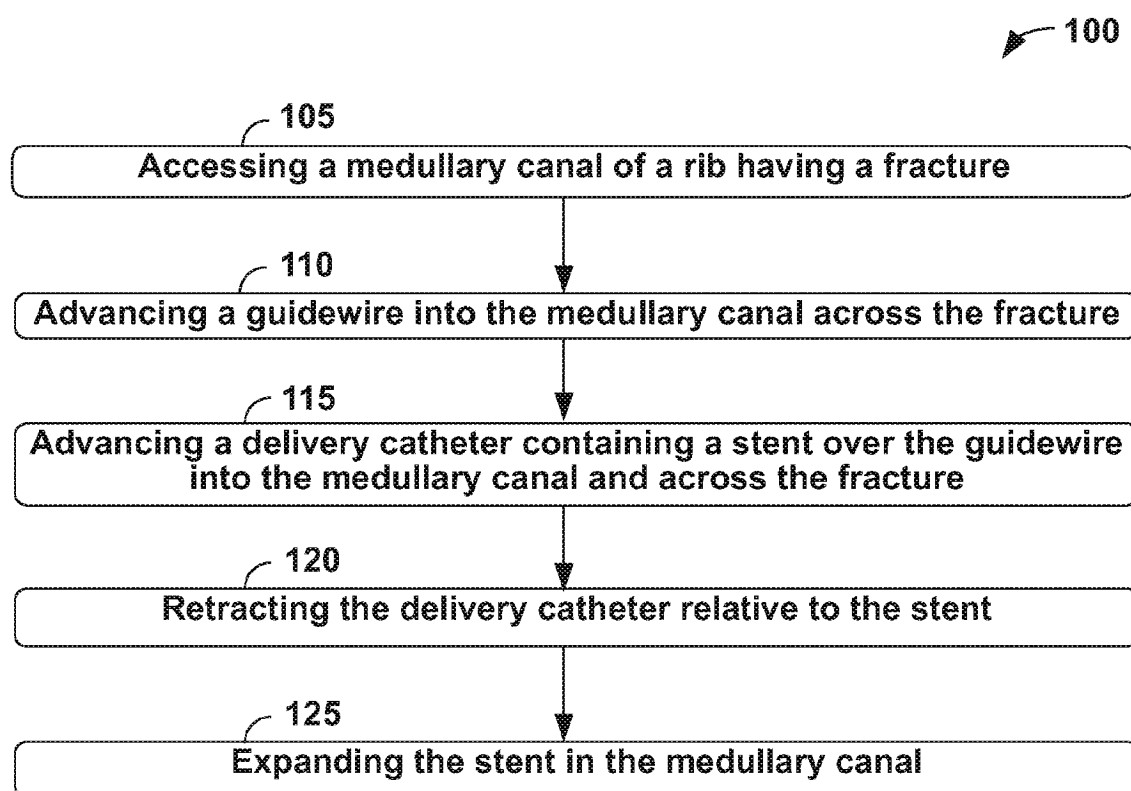 100
105
Accessing a medullary canal of a rib having a fracture
110
Advancing a guidewire into the medullary canal across the fracture
115
Advancing a delivery catheter containing a stent over the guidewire
into the medullary canal and across the fracture
120
Retracting the delivery catheter relative to the stent
125
Expanding the stent in the medullary canal